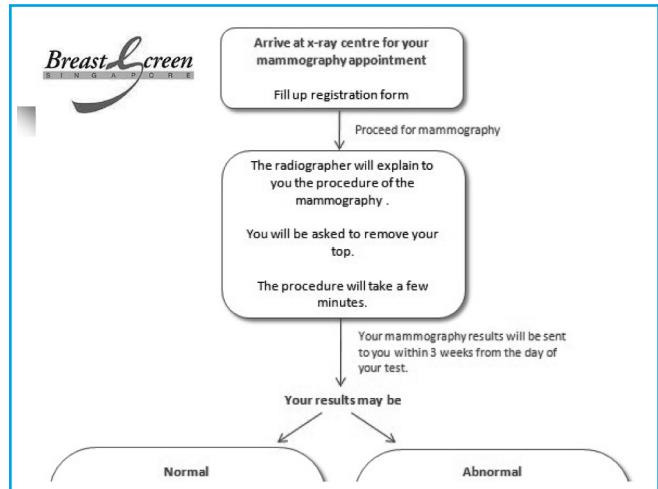 Breast Screen
SINGAPORE
Arrive at x-ray centre for your
mammography appointment
Fill up registration form
Proceed for mammography
The radiographer will explain to
you the procedure of the
mammography .
You will be asked to remove your
top.
The procedure will take a few
minutes.
Your mammography results will be sent
to you within 3 weeks from the day of
your test.
Your results may be
Normal
Abnormal